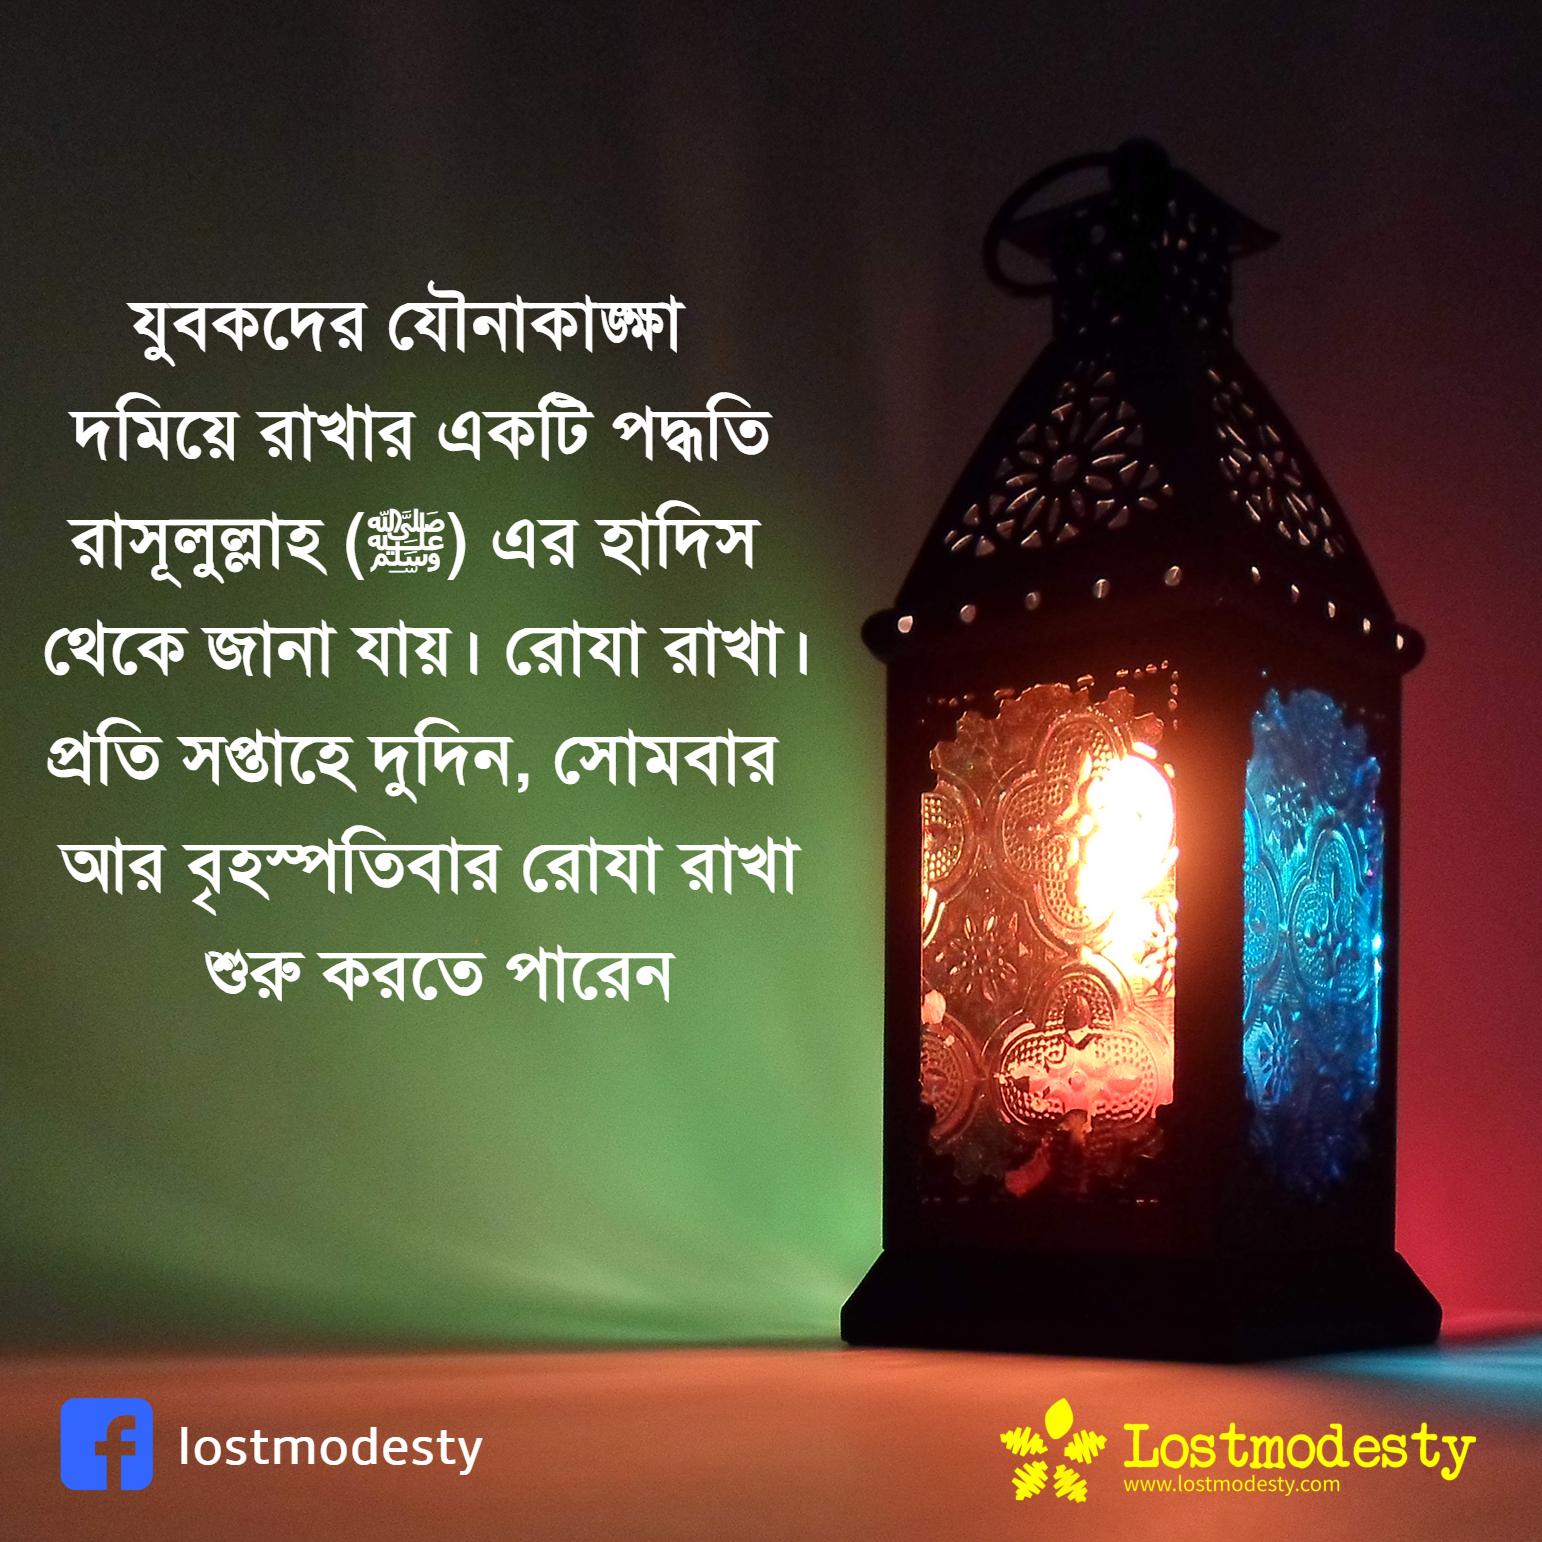 যুবকদের যৌনাকাঙ্ক্ষা
দমিয়ে রাখার একটি পদ্ধতি
রাসূলুল্লাহ (ﷺ) এর হাদিস
থেকে জানা যায়। রোযা রাখা।
প্রতি সপ্তাহে দুদিন, সোমবার
আর বৃহস্পতিবার রোযা রাখা
শুরু করতে পারেন
lostmodesty
Lostmodesty
www.lostmodesty.com